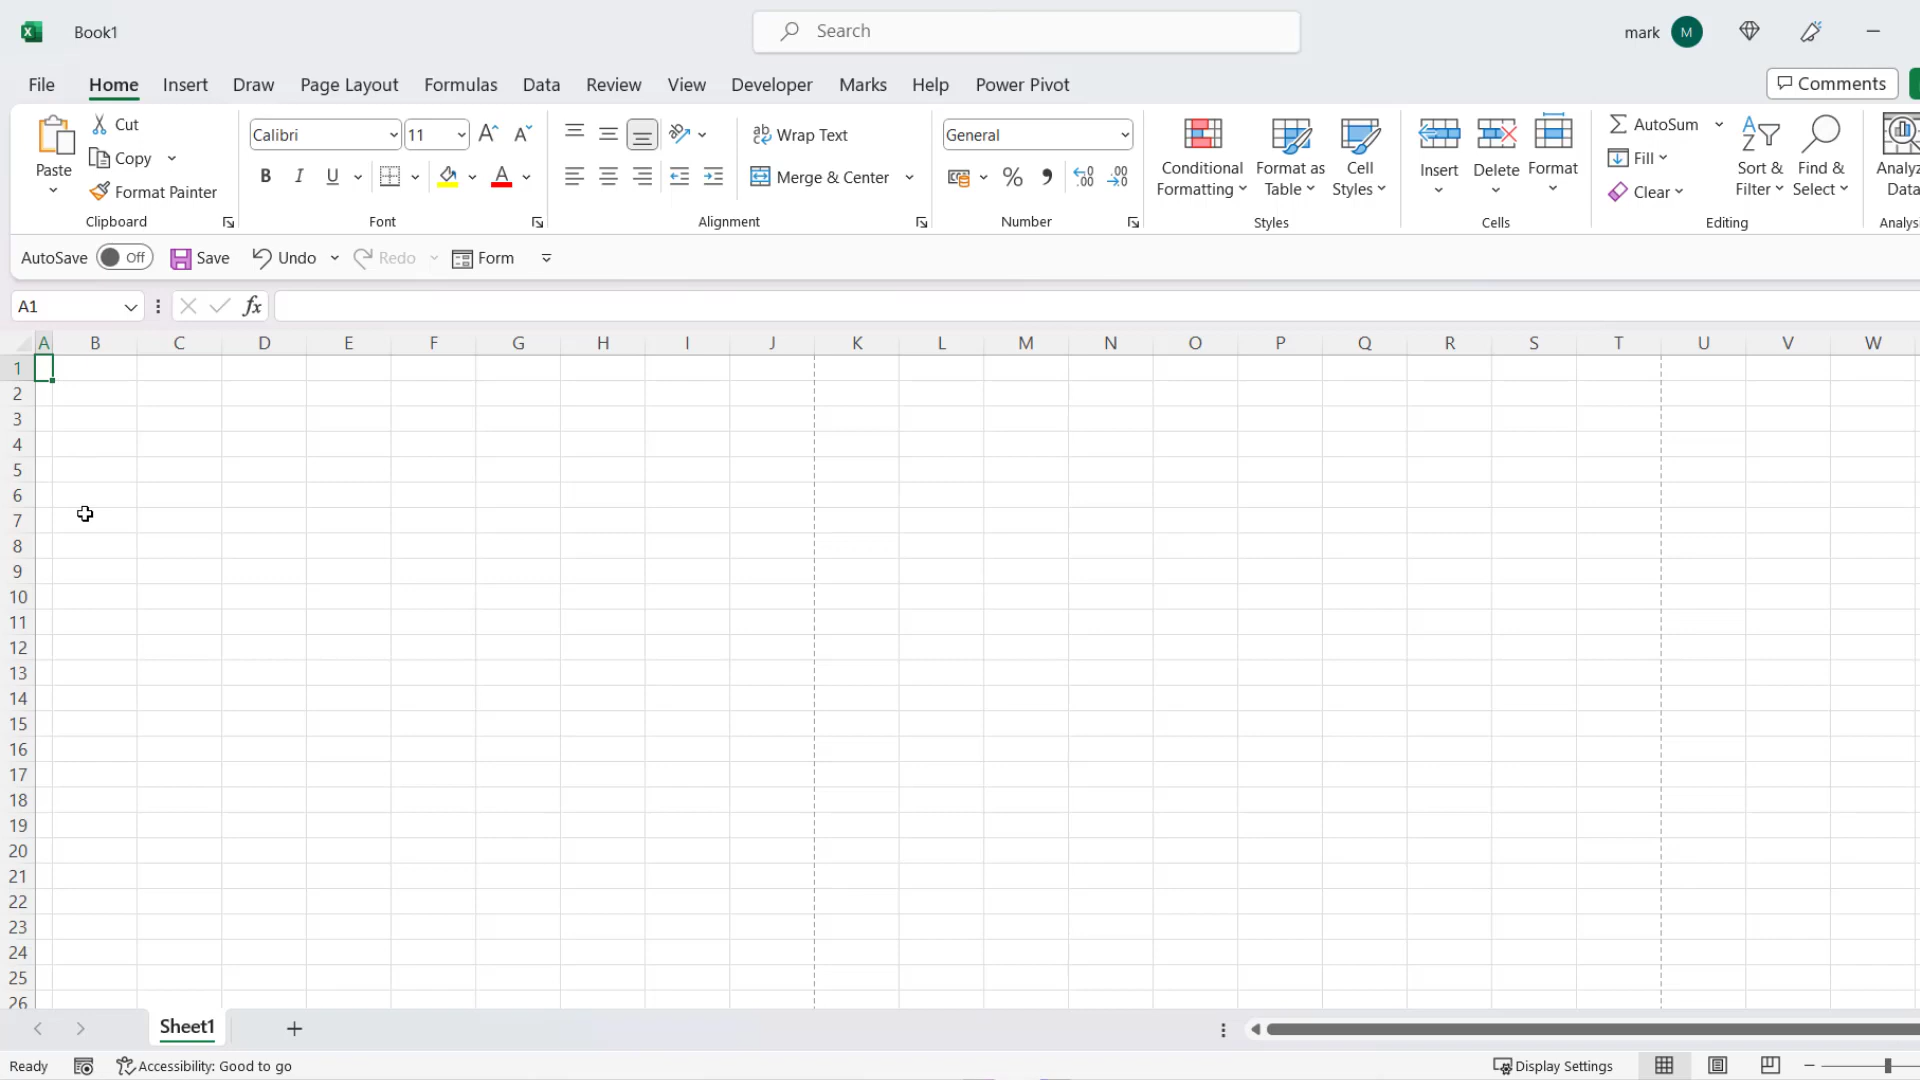 Book1
Search
mark M
File Home Insert Draw Page Layout Formulas Data Review View Developer Marks Help Power Pivot Comments
Paste
Cut
Copy
Format Painter
Clipboard
Calibri 11
B I U A
Font
Wrap Text
Merge & Center
Alignment
General
% 9
Number
Conditional Formatting
Format as Table
Cell Styles
Styles
Insert Delete Format
Cells
AutoSum
Fill
Clear
Sort & Filter
Find & Select
Editing
AutoSave Off Save Undo Redo Form
A1 fx
A B C D E F G H I J K L M N O P Q R S T U V W
1
2
3
4
5
6
7
8
9
10
11
12
13
14
15
16
17
18
19
20
21
22
23
24
25
26
Sheet1
Ready Accessibility: Good to go Display Settings